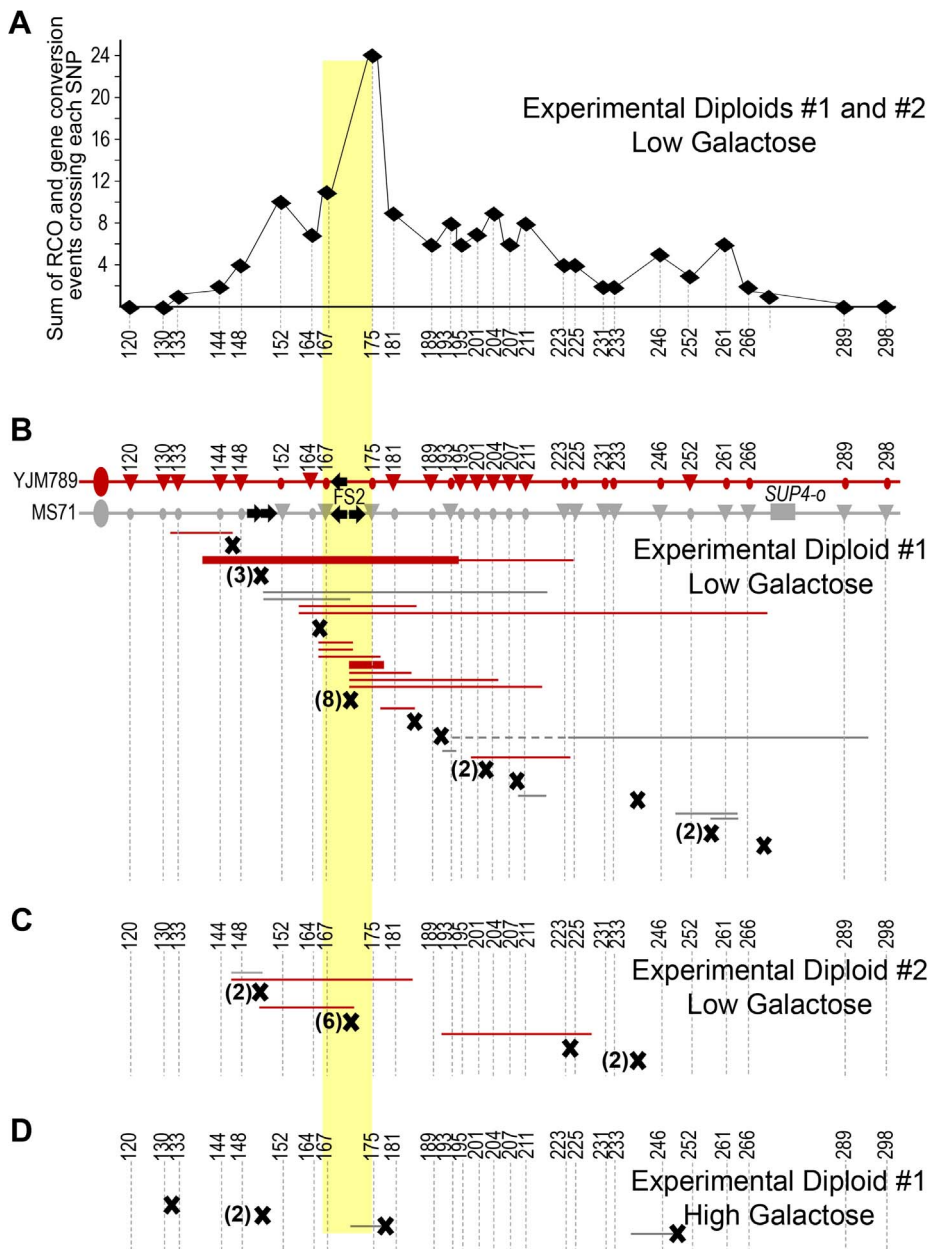 A
Sum of RCO and gene conversion
events crossing each SNP
24
20
16
12
8
4
Experimental Diploids #1 and #2
Low Galactose
120 130 133 144 148 152 164 167 175 181 189 193 195 201 204 207 211 223 225 231 233 246 252 261 266 289 298
B
120 130 133 144 148 152 164 167 175 181 189 193 195 201 204 207 211 223 225 231 233 246 252 261 266 289 298
YJM789
FS2
SUP4-o
MS71
Experimental Diploid #1
Low Galactose
(3)
(8)
(2)
(2)
C
120 130 133 144 148 152 164 167 175 181 189 193 195 201 204 207 211 223 225 231 233 246 252 261 266 289 298
Experimental Diploid #2
Low Galactose
(2)
(6)
(2)
D
120 130 133 144 148 152 164 167 175 181 189 193 195 201 204 207 211 223 225 231 233 246 252 261 266 289 298
Experimental Diploid #1
High Galactose
(2)